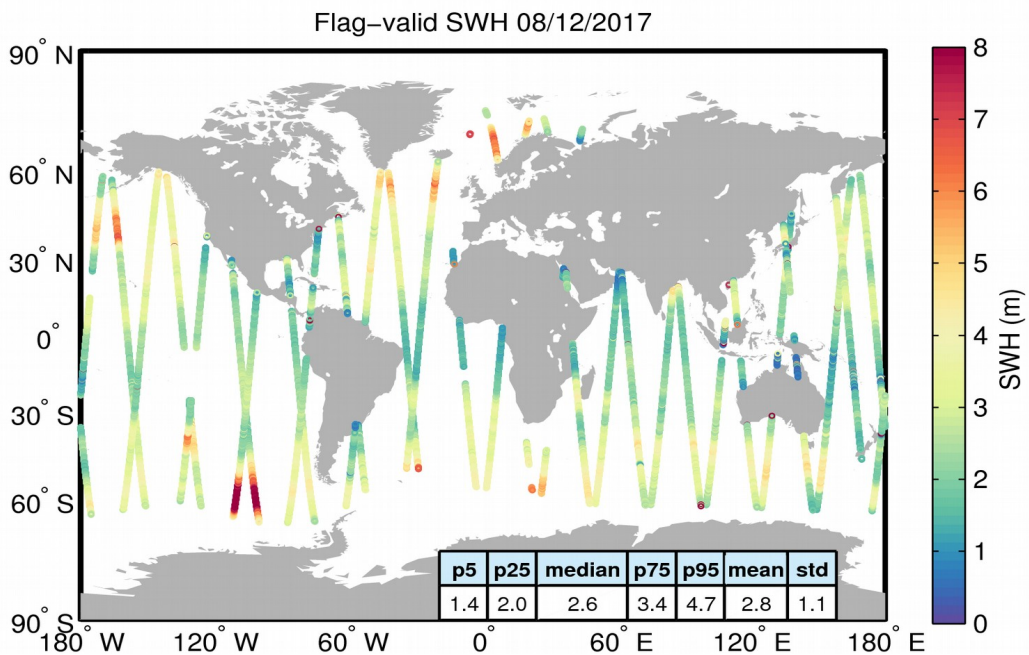 Flag–valid SWH 08/12/2017
90° N
60° N
30° N
0°
30° S
60° S
90° S
180° W
120° W
60° W
0°
60° E
120° E
180° E
p5 p25 median p75 p95 mean std
1.4 2.0 2.6 3.4 4.7 2.8 1.1
8
7
6
5
4
3
2
1
0
SWH (m)